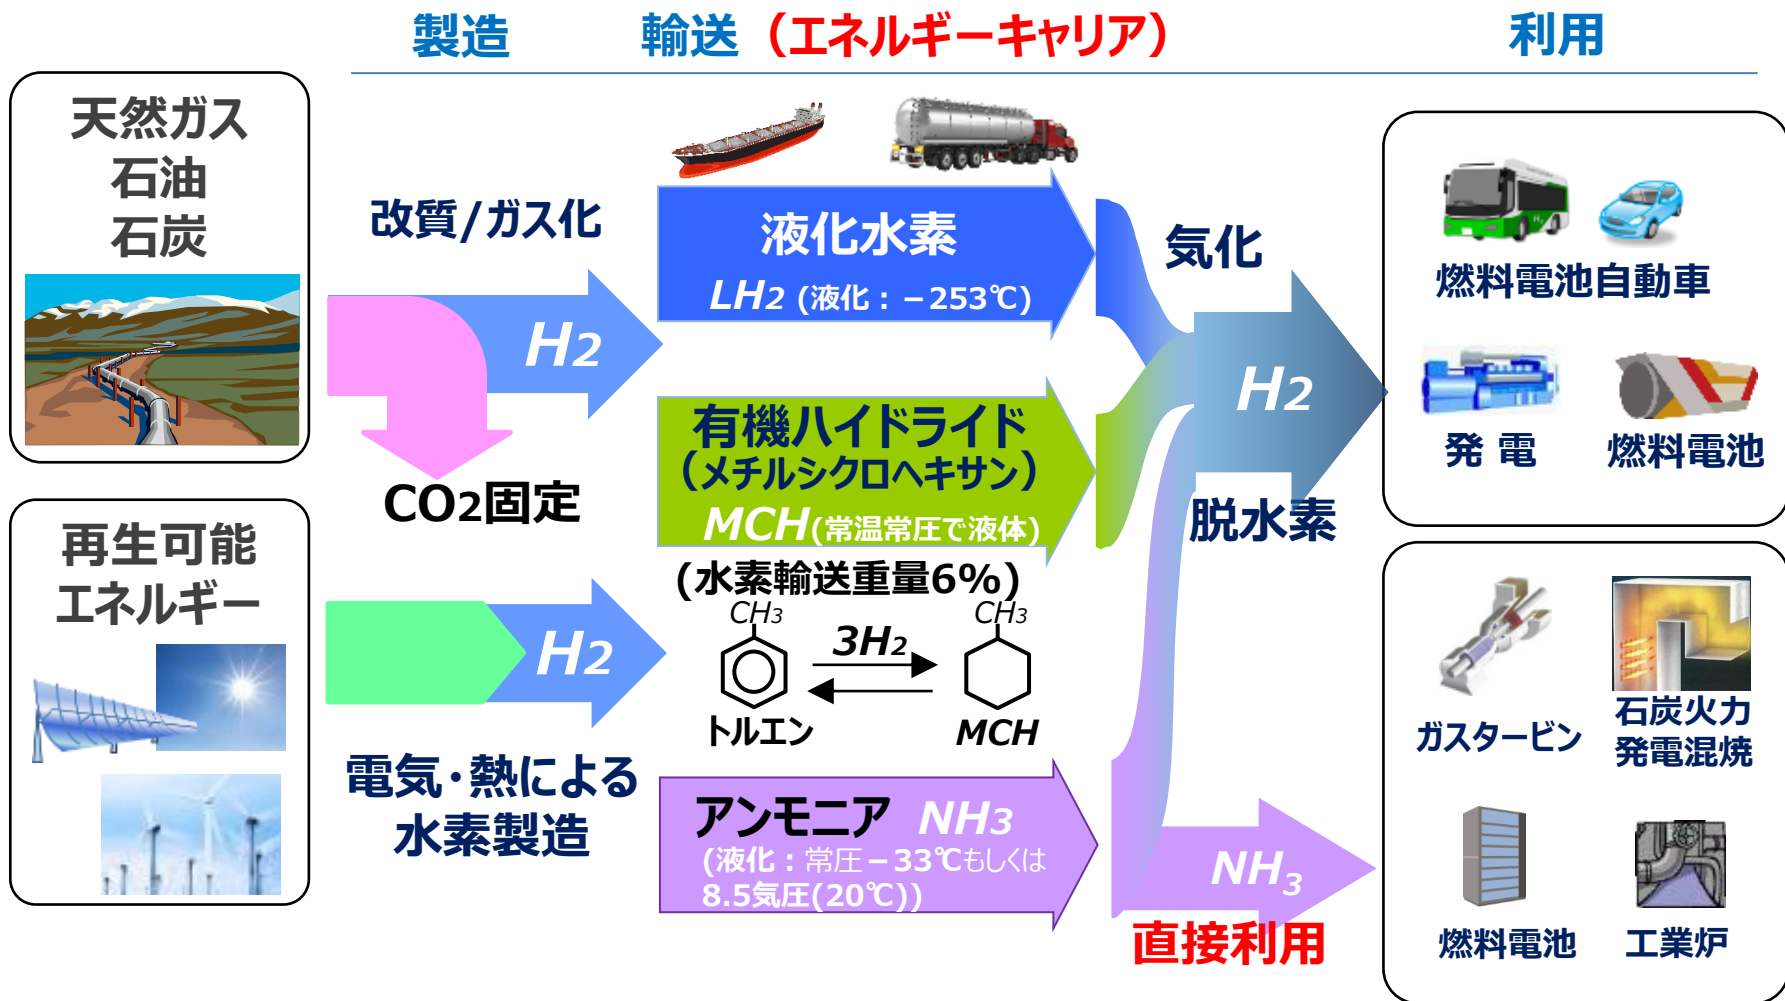 製造
輸送（エネルギーキャリア）
利用
天然ガス
石油
石炭
改質/ガス化
H2
CO2固定
再生可能
エネルギー
H2
電気・熱による
水素製造
液化水素
LH2 (液化：－253℃)
有機ハイドライド
（メチルシクロヘキサン）
MCH(常温常圧で液体)
(水素輸送重量6%)
CH3
3H2
CH3
トルエン
MCH
アンモニア NH3
(液化：常圧－33℃もしくは
8.5気圧(20℃))
気化
H2
脱水素
NH3
直接利用
燃料電池自動車
発 電
燃料電池
ガスタービン
石炭火力
発電混焼
燃料電池
工業炉